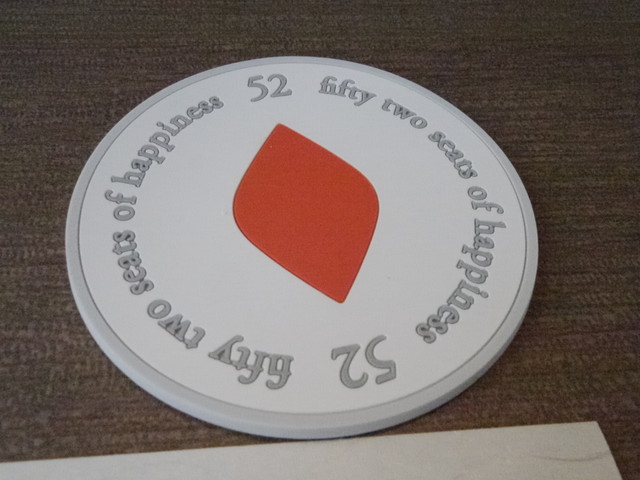 52
fifty two seats of happiness
52
fifty two seats of happiness